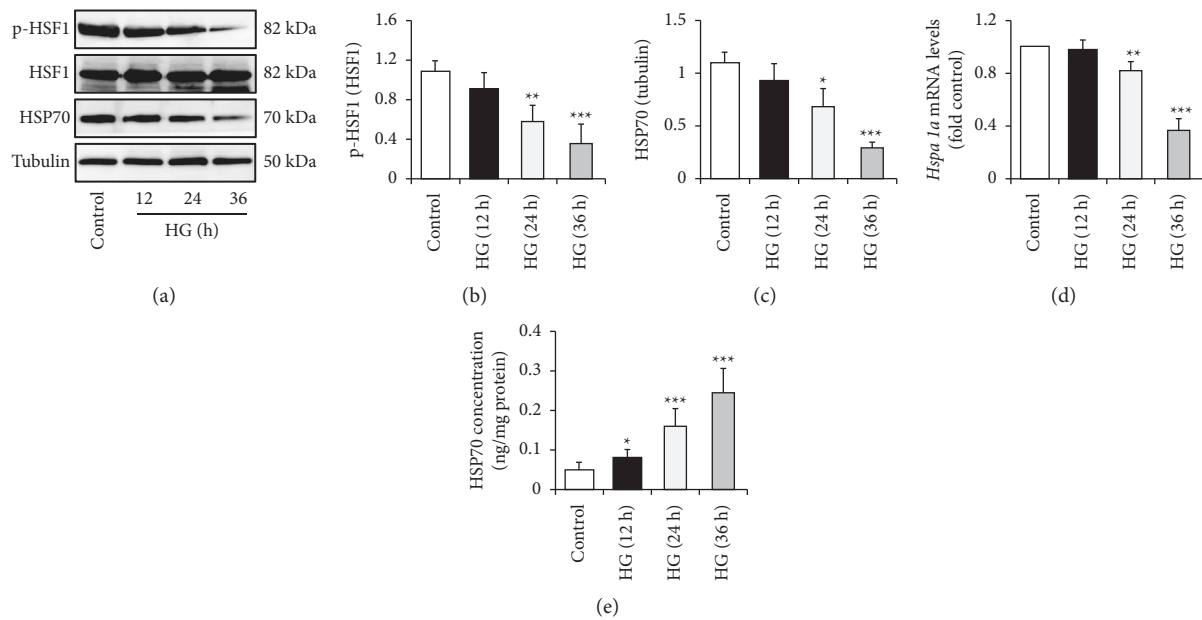 p-HSF1 82 kDa
HSF1 82 kDa
HSP70 70 kDa
Tubulin 50 kDa
Control 12 24 36
HG (h)
(a)
p-HSF1 (HSF1)
1.6
1.2
0.8
0.4
0
** ***
Control HG (12 h) HG (24 h) HG (36 h)
(b)
HSP70 (tubulin)
1.5
1
0.5
0
* ***
Control HG (12 h) HG (24 h) HG (36 h)
(c)
Hspa 1a mRNA levels
(fold control)
1.2
0.8
0.4
0
** ***
Control HG (12 h) HG (24 h) HG (36 h)
(d)
HSP70 concentration
(ng/mg protein)
0.4
0.3
0.2
0.1
0
* *** ***
Control HG (12 h) HG (24 h) HG (36 h)
(e)